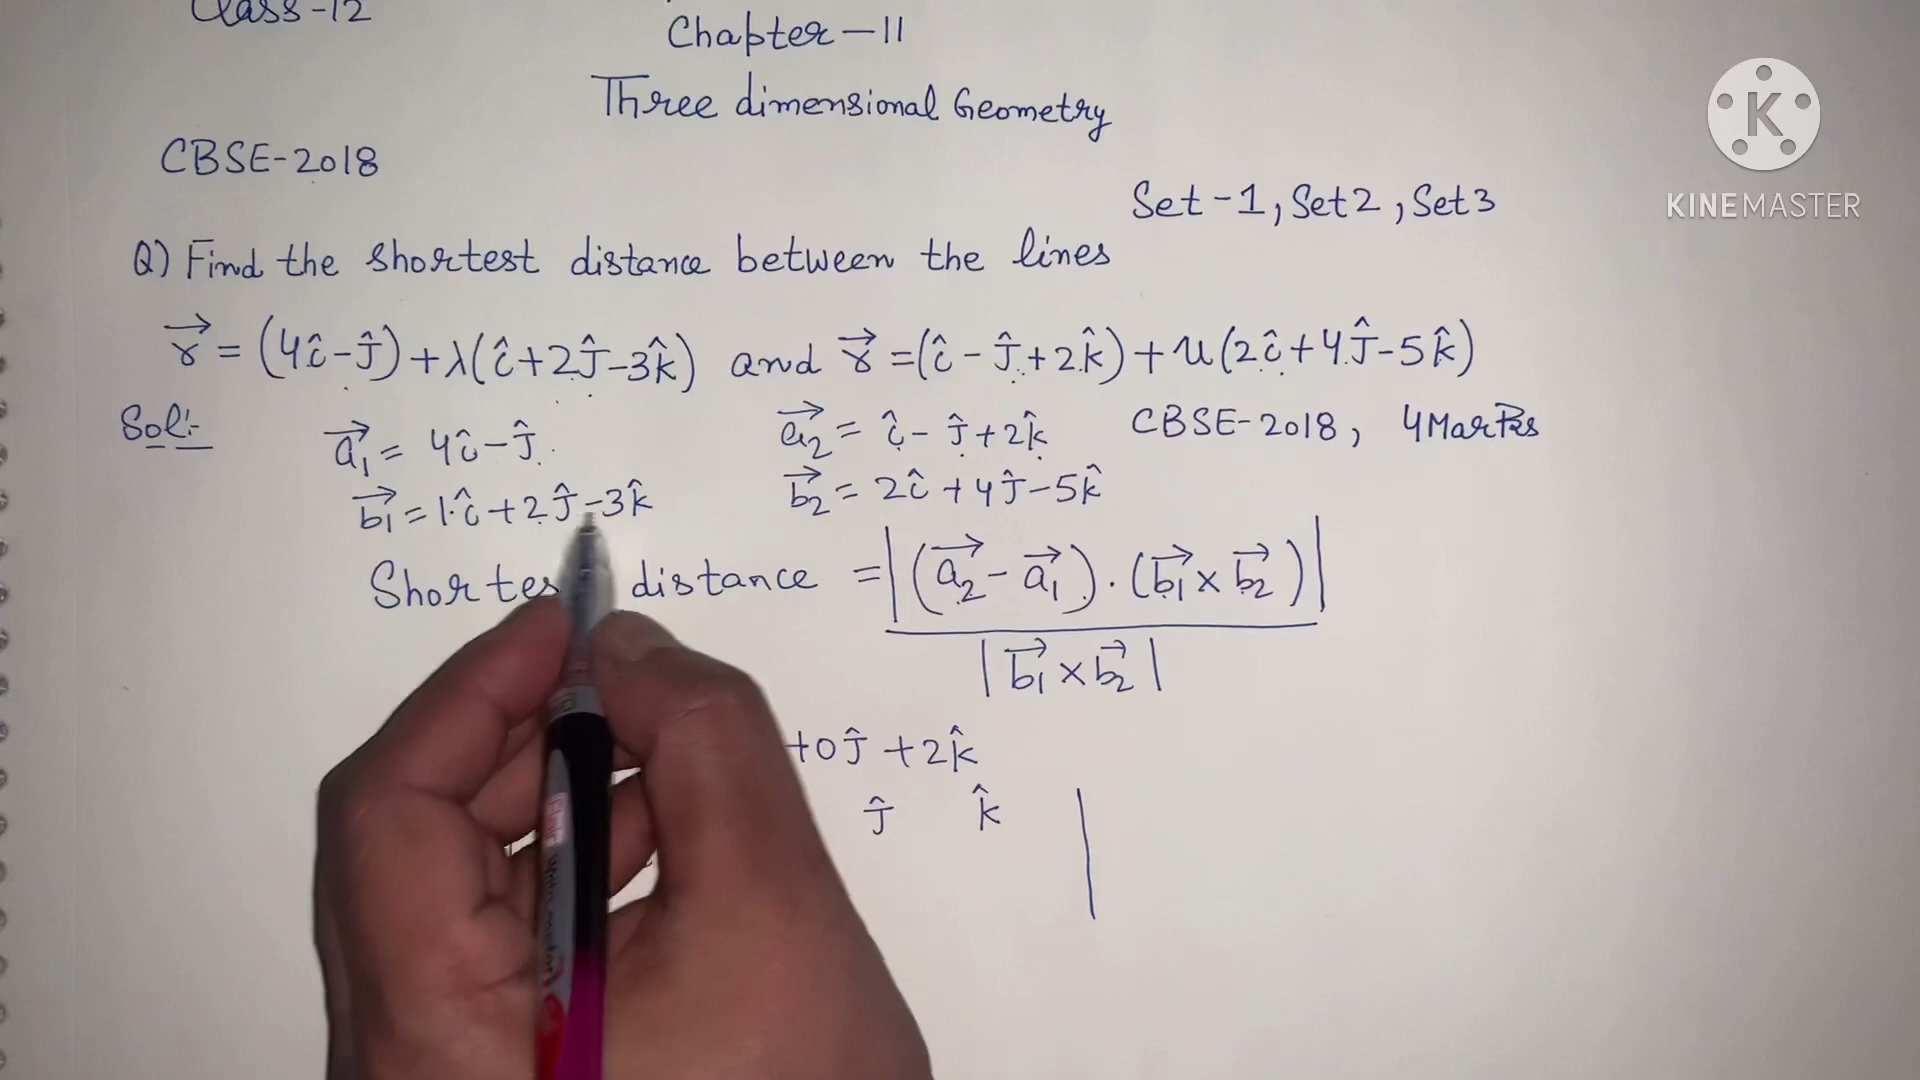 Class-12
Chapter-11
Three dimensional Geometry
K
KINEMASTER
CBSE-2018
Set-1, Set2, Set3
Q) Find the shortest distance between the lines
r⃗ = (4î-ĵ)+λ(î+2ĵ-3k̂) and r⃗ =(î-ĵ+2k̂)+u(2î+4ĵ-5k̂)
Sol:-
a⃗₁ = 4î-ĵ
a⃗₂ = î-ĵ+2k̂
CBSE-2018, 4Marks
b⃗₁ = 1î+2ĵ-3k̂
b⃗₂ = 2î+4ĵ-5k̂
distance = |(a⃗₂-a⃗₁).(b⃗₁×b⃗₂)|
|b⃗₁×b⃗₂|
+0ĵ+2k̂
ĵ k̂